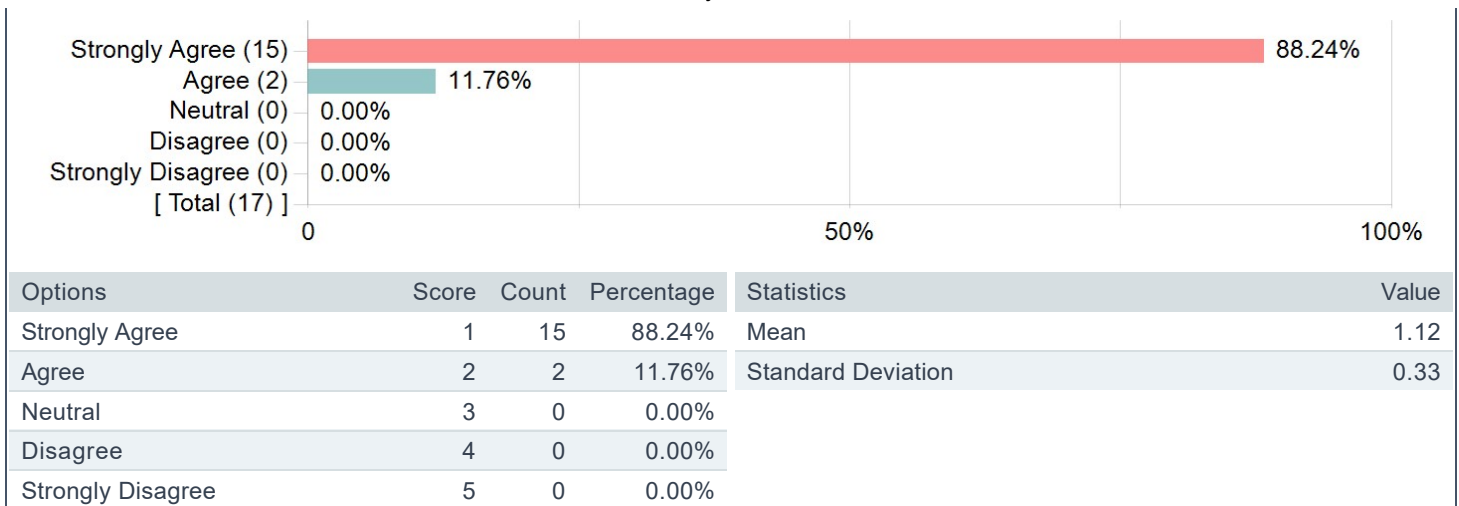 Strongly Agree (15) 88.24%
Agree (2) 11.76%
Neutral (0) 0.00%
Disagree (0) 0.00%
Strongly Disagree (0) 0.00%
[ Total (17) ]
0 50% 100%
Options Score Count Percentage
Strongly Agree 1 15 88.24%
Agree 2 2 11.76%
Neutral 3 0 0.00%
Disagree 4 0 0.00%
Strongly Disagree 5 0 0.00%
Statistics Value
Mean 1.12
Standard Deviation 0.33